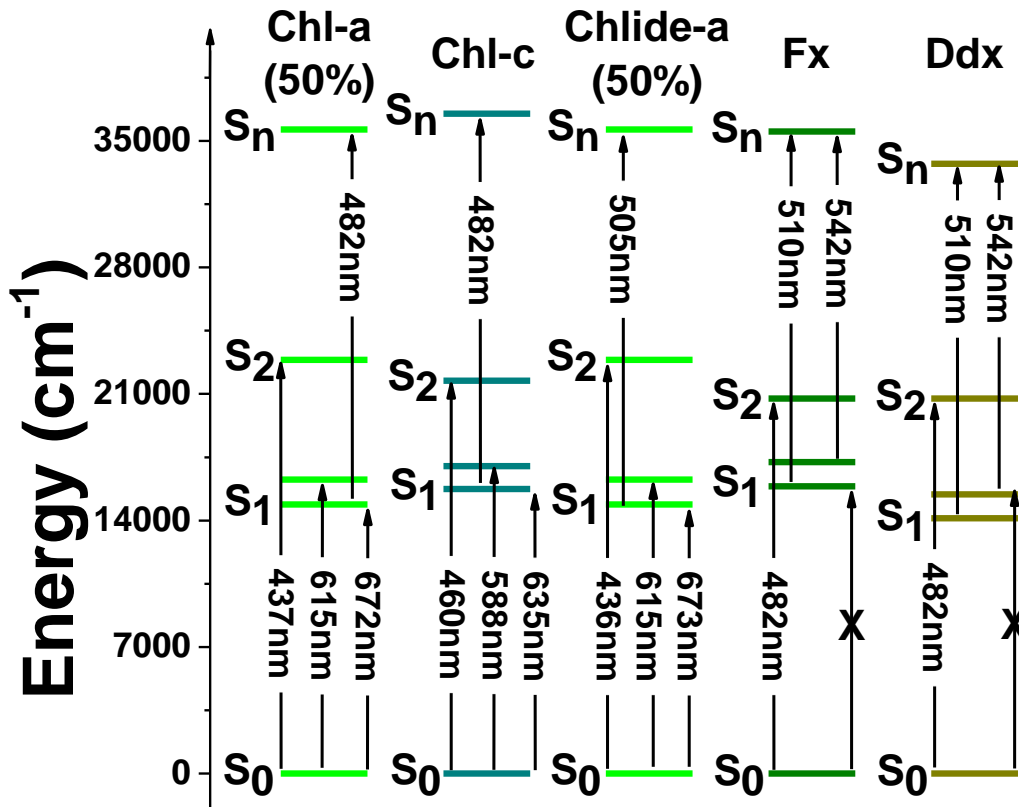 Chl-a
(50%)
Chl-c
Chlide-a
(50%)
Fx
Ddx
Energy (cm⁻¹)
35000
28000
21000
14000
7000
0
Sn
S2
S1
S0
482nm
437nm
615nm
672nm
Sn
S2
S1
S0
482nm
460nm
588nm
635nm
Sn
S2
S1
S0
505nm
436nm
615nm
673nm
Sn
S2
S1
S0
510nm
542nm
482nm
X
Sn
S2
S1
S0
510nm
542nm
482nm
X